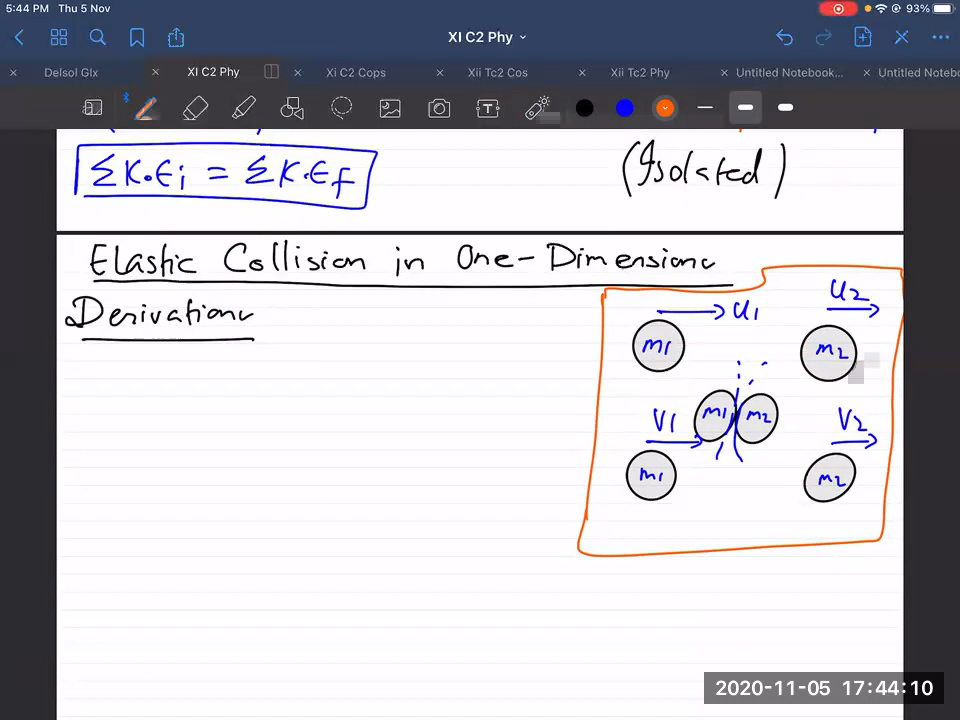 5:44 PM Thu 5 Nov
93%
XI C2 Phy
Delsol Glx
XI C2 Phy
Xi C2 Cops
Xii Tc2 Cos
Xii Tc2 Phy
Untitled Notebook...
Untitled Notebo
ΣK.Ei = ΣK.Ef
(Isolated)
Elastic Collision in One-Dimension
Derivation
U1
U2
m1
m2
m1
m2
V1
V2
m1
m2
2020-11-05 17:44:10